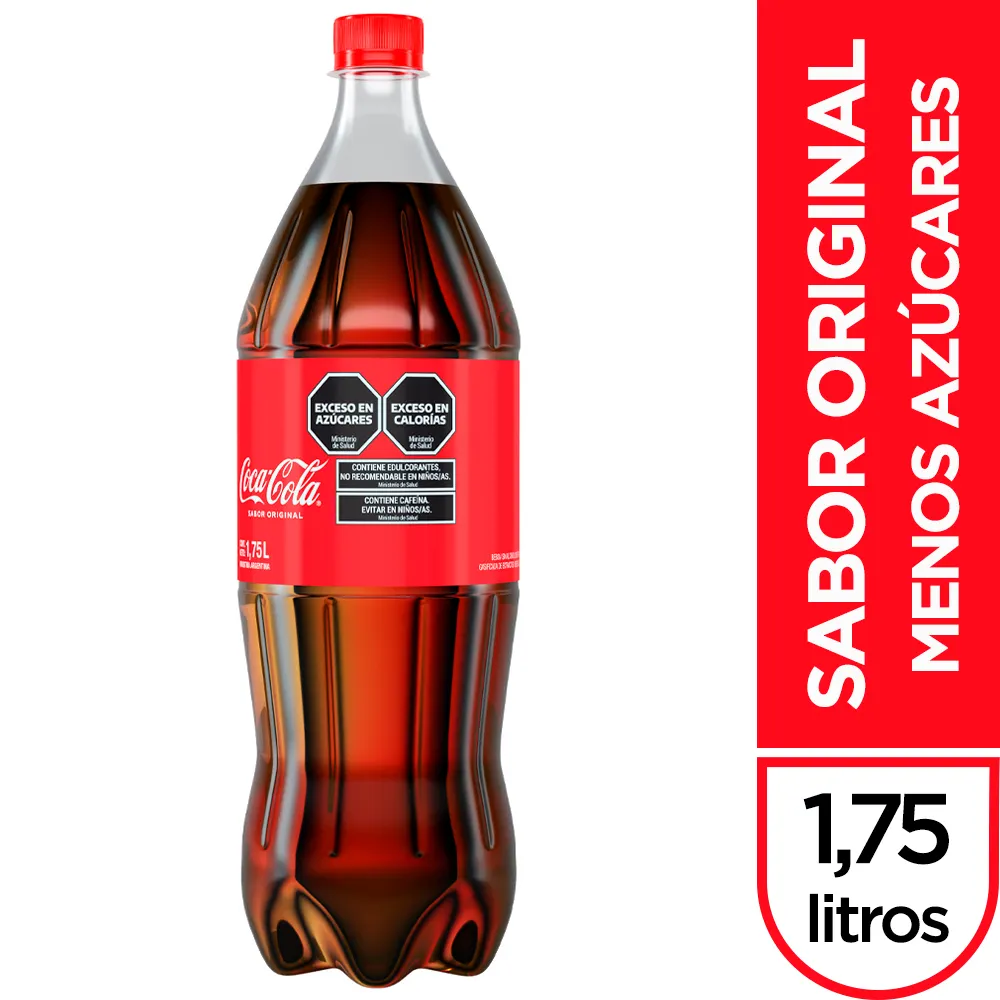 EXCESO EN
AZÚCARES
Ministerio
de Salud
EXCESO EN
CALORÍAS
Ministerio
de Salud
CONTIENE EDULCORANTES,
NO RECOMENDABLE EN NIÑOS/AS.
Ministerio de Salud
CONTIENE CAFEÍNA.
EVITAR EN NIÑOS/AS.
Ministerio de Salud
Coca-Cola®
SABOR ORIGINAL
1,75 L
ARGENTINA
SABOR ORIGINAL
MENOS AZÚCARES
1,75
litros